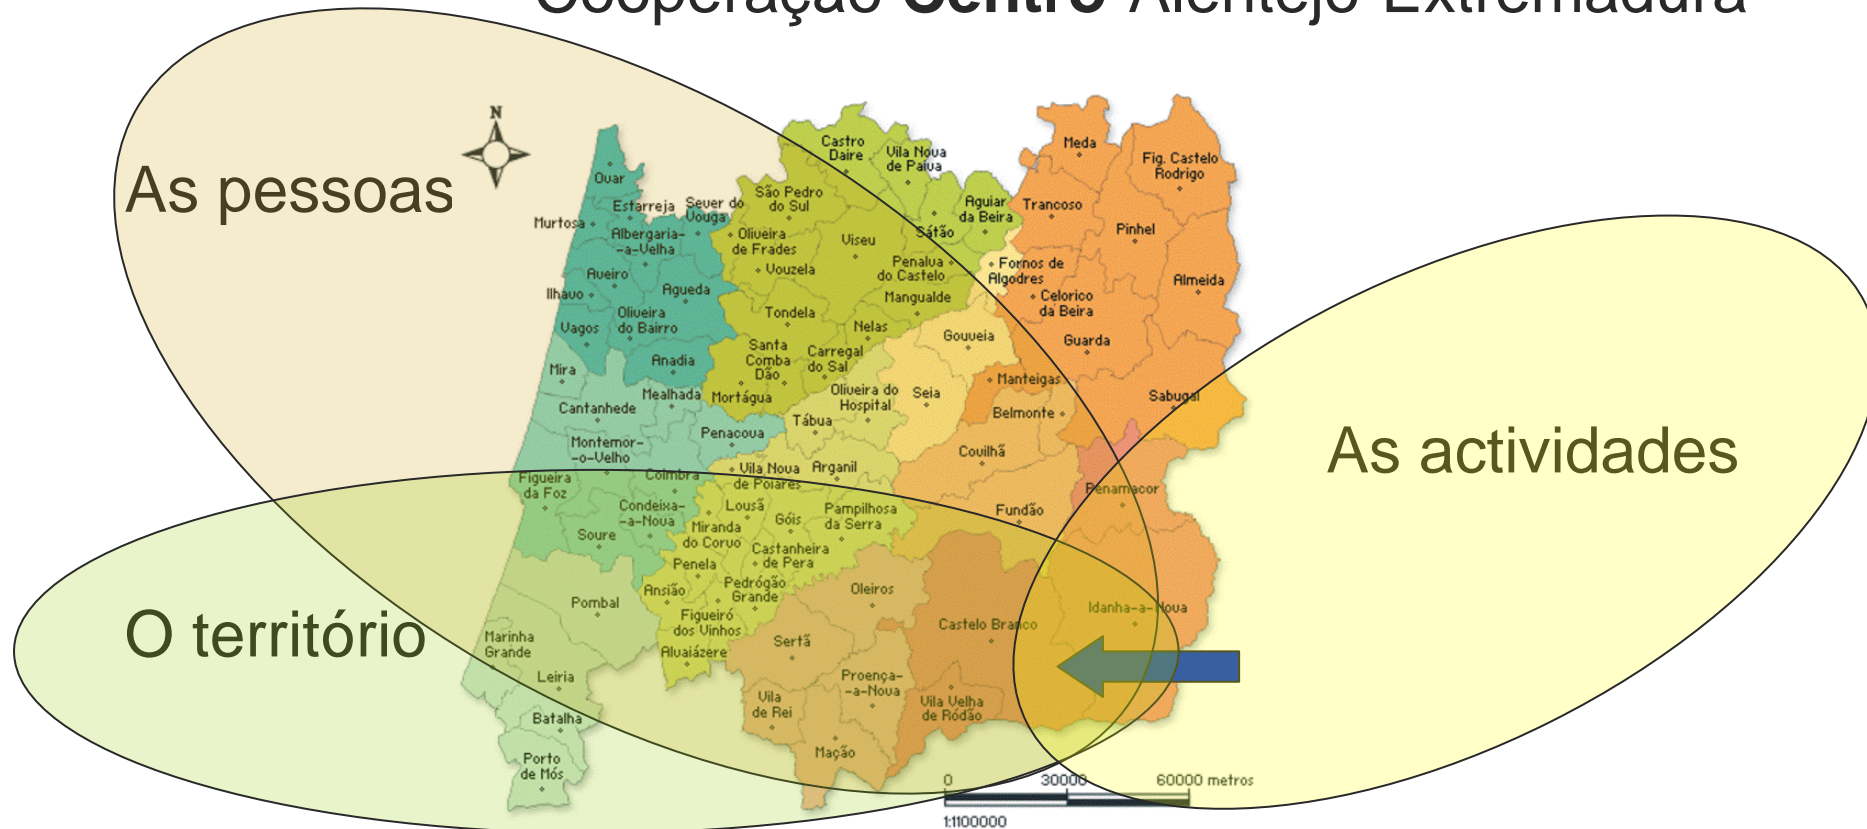 Cooperação Centro-Alentejo-Extremadura
As pessoas
N
Ovar
Estarreja
Sever do
Vouga
Murtosa
Albergaria-
-a-Velha
Aveiro
Ilhavo
Agueda
Oliveira
do Bairro
Vagos
Anadia
Mira
Mealhada
Cantanhede
Montemor-
-o-Velho
Penacova
Coimbra
Figueira
da Foz
Condeixa-
-a-Nova
Soure
Castro
Daire
Vila Nova
de Paiva
São Pedro
do Sul
Aguiar
da Beira
Sátão
Oliveira
de Frades
Viseu
Vouzela
Penalva
do Castelo
Mangualde
Tondela
Nelas
Santa
Comba
Dão
Carregal
do Sal
Mortágua
Oliveira do
Hospital
Tábua
Seia
Gouveia
Fornos de
Algodres
Meda
Fig. Castelo
Rodrigo
Trancoso
Pinhel
Almeida
Celorico
da Beira
Guarda
Manteigas
Sabugal
Belmonte
Covilhã
Penamacor
Fundão
As actividades
Vila Nova
de Poiares
Arganil
Lousã
Góis
Pampilhosa
da Serra
Miranda
do Corvo
Castanheira
de Pera
Penela
Pedrógão
Grande
Ansião
Figueiró
dos Vinhos
Alvaiázere
Oleiros
Castelo Branco
Idanha-a-Nova
Sertã
Proença-
-a-Nova
Vila
de Rei
Vila Velha
de Ródão
Mação
O território
Pombal
Marinha
Grande
Leiria
Batalha
Porto
de Mós
0 30000 60000 metros
1:1100000